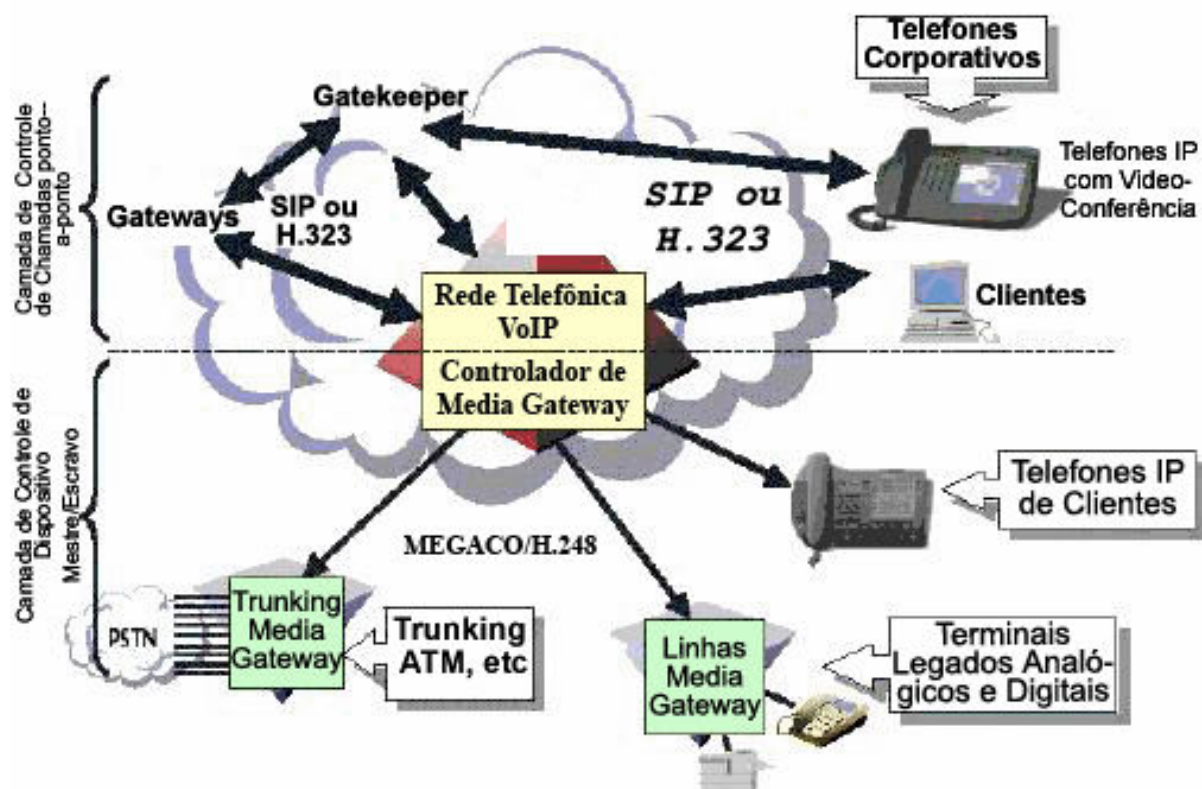 Telefones
Corporativos
Gatekeeper
Telefones IP
com Video-
Conferência
Gateways
SIP ou
H.323
SIP ou
H.323
Clientes
Rede Telefônica
VoIP
Controlador de
Media Gateway
Camada de Controle
de Chamadas ponto--
a-ponto
Camada de Controle de
Dispositivo
Mestre/Escravo
Telefones IP
de Clientes
MEGACO/H.248
PSTN
Trunking
Media
Gateway
Trunking
ATM, etc
Linhas
Media
Gateway
Terminais
Legados Analó-
gicos e Digitais